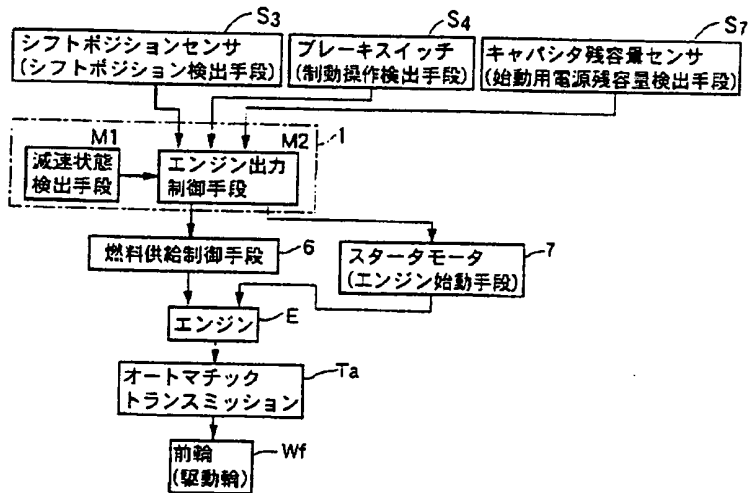 S3
シフトポジションセンサ
(シフトポジション検出手段)
S4
ブレーキスイッチ
(制動操作検出手段)
S7
キャパシタ残容量センサ
(始動用電源残容量検出手段)
1
M1
減速状態
検出手段
M2
エンジン出力
制御手段
燃料供給制御手段
6
スタータモータ
(エンジン始動手段)
7
エンジン
E
オートマチック
トランスミッション
Ta
前輪
(駆動輪)
Wf